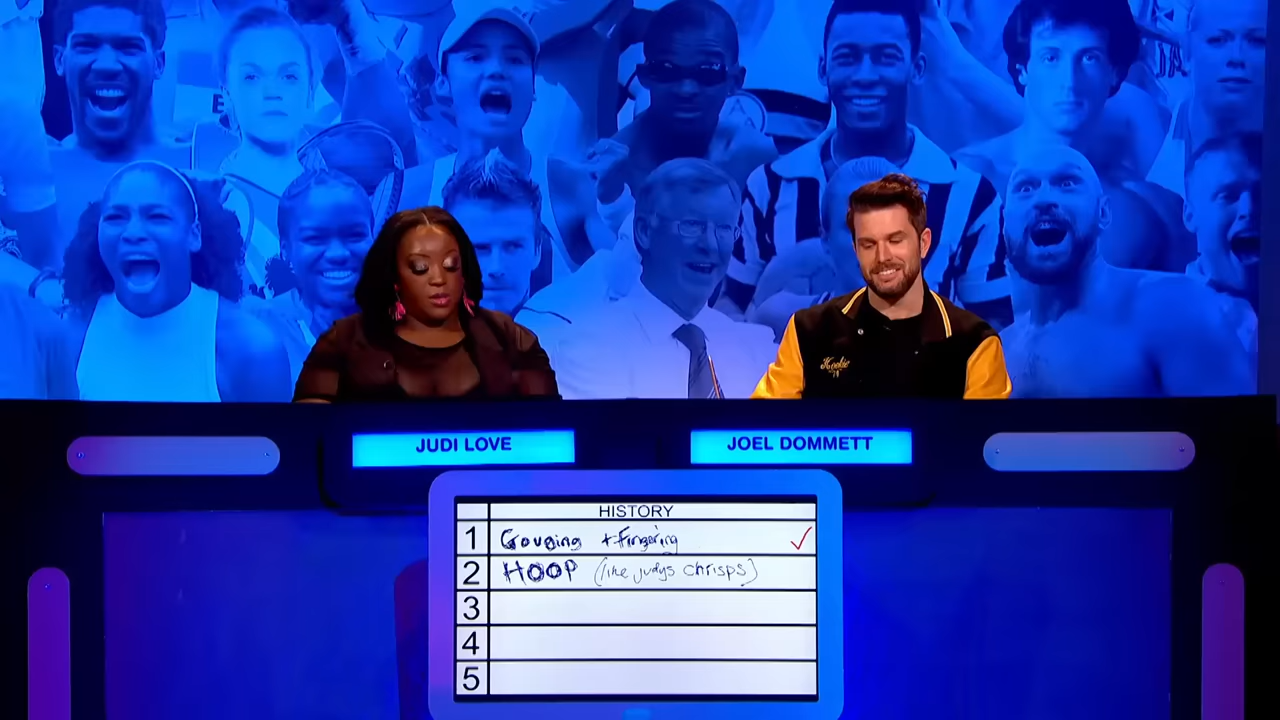 JUDI LOVE
JOEL DOMMETT
HISTORY
1 Gouging + Fingering
2 HOOP (like judys chrisps)
3
4
5